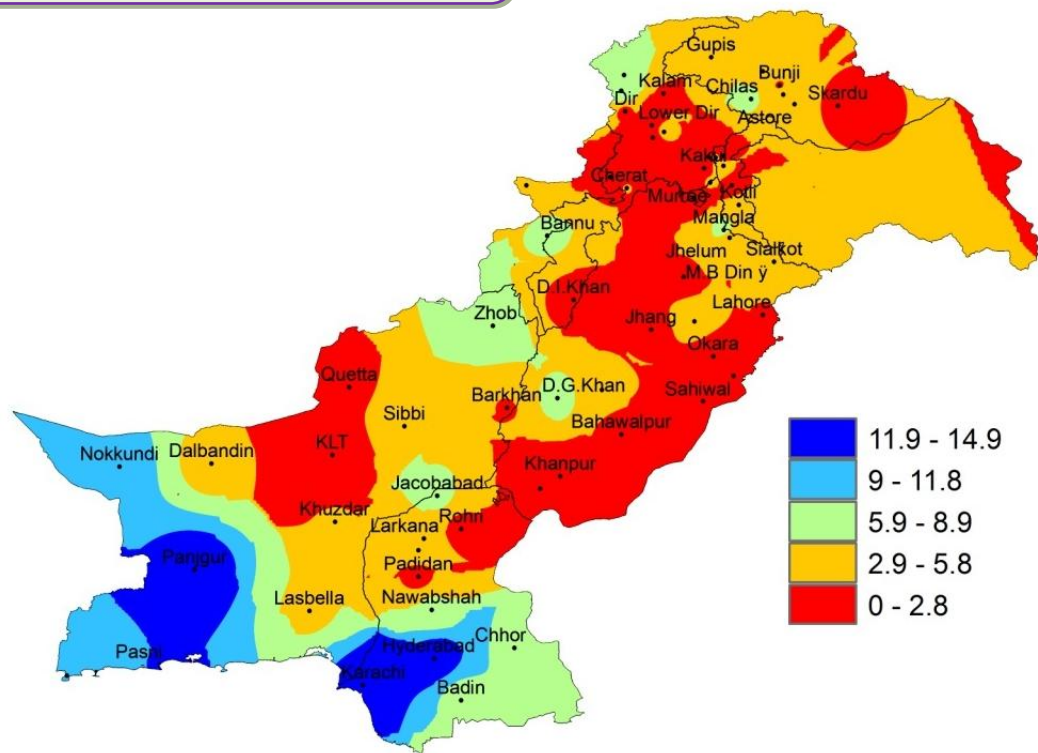 Gupis
Kalam
Chilas
Bunji
Skardu
Dir
Lower Dir
Astore
Cherat
Kotli
Mangla
Bannu
Jhelum
Sialkot
M B Din ÿ
D.I.Khan
Lahore
Zhob
Jhang
Okara
Quetta
D.G.Khan
Sahiwal
Barkhan
Sibbi
Bahawalpur
Nokkundi
Dalbandin
KLT
Khanpur
Jacobabad
Khuzdar
Larkana
Rohri
Panjgur
Padidan
Lasbella
Nawabshah
Pasni
Hyderabad
Chhor
Karachi
Badin
11.9 - 14.9
9 - 11.8
5.9 - 8.9
2.9 - 5.8
0 - 2.8